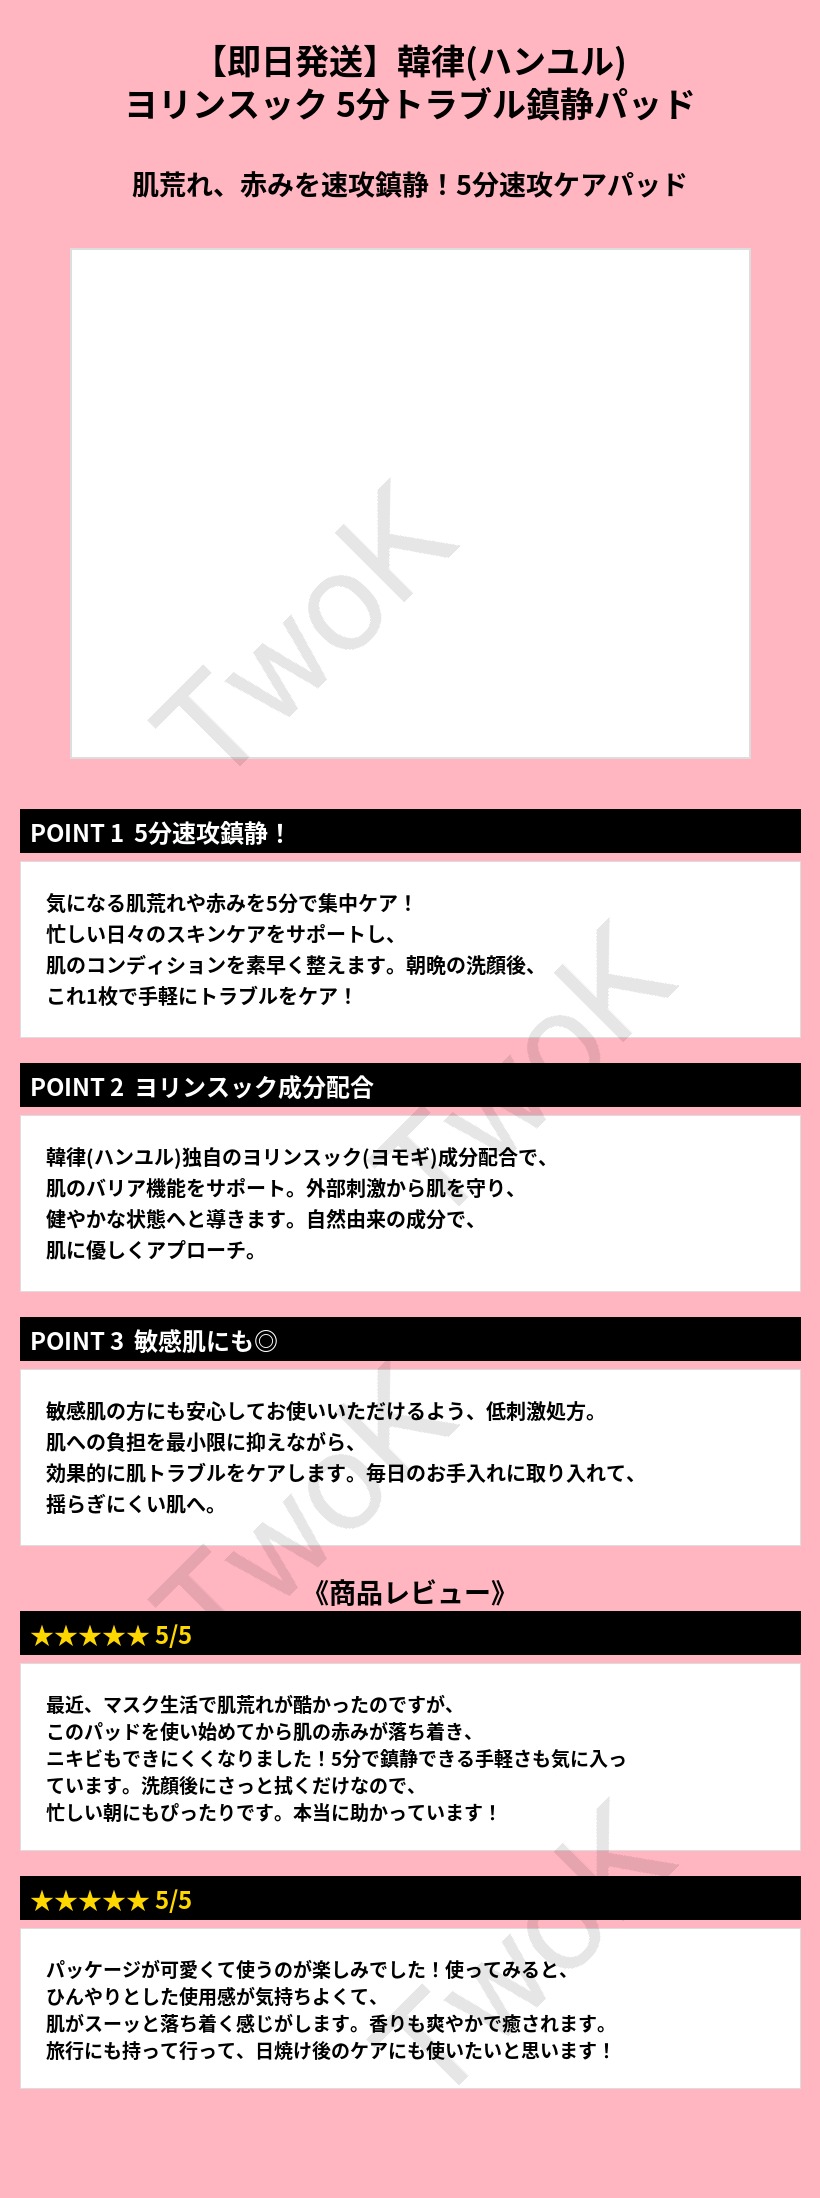 【即日発送】韓律(ハンユル)
ヨリンスック 5分トラブル鎮静パッド
肌荒れ、赤みを速攻鎮静！5分速攻ケアパッド
TwoK
POINT 1 5分速攻鎮静！
気になる肌荒れや赤みを5分で集中ケア！
忙しい日々のスキンケアをサポートし、
肌のコンディションを素早く整えます。朝晩の洗顔後、
これ1枚で手軽にトラブルをケア！
TwoK
POINT 2 ヨリンスック成分配合
韓律(ハンユル)独自のヨリンスック(ヨモギ)成分配合で、
肌のバリア機能をサポート。外部刺激から肌を守り、
健やかな状態へと導きます。自然由来の成分で、
肌に優しくアプローチ。
POINT 3 敏感肌にも◎
敏感肌の方にも安心してお使いいただけるよう、低刺激処方。
肌への負担を最小限に抑えながら、
効果的に肌トラブルをケアします。毎日のお手入れに取り入れて、
揺らぎにくい肌へ。
TwoK
《商品レビュー》
★★★★★ 5/5
最近、マスク生活で肌荒れが酷かったのですが、
このパッドを使い始めてから肌の赤みが落ち着き、
ニキビもできにくくなりました！5分で鎮静できる手軽さも気に入っ
ています。洗顔後にさっと拭くだけなので、
忙しい朝にもぴったりです。本当に助かっています！
★★★★★ 5/5
パッケージが可愛くて使うのが楽しみでした！使ってみると、
ひんやりとした使用感が気持ちよくて、
肌がスーッと落ち着く感じがします。香りも爽やかで癒されます。
旅行にも持って行って、日焼け後のケアにも使いたいと思います！
TwoK